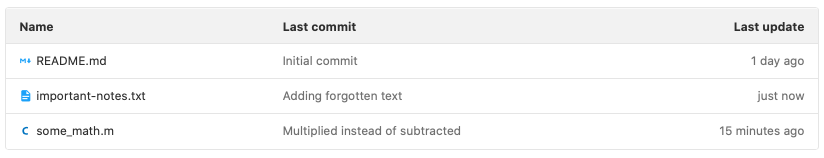 Name Last commit Last update
README.md Initial commit 1 day ago
important-notes.txt Adding forgotten text just now
C some_math.m Multiplied instead of subtracted 15 minutes ago